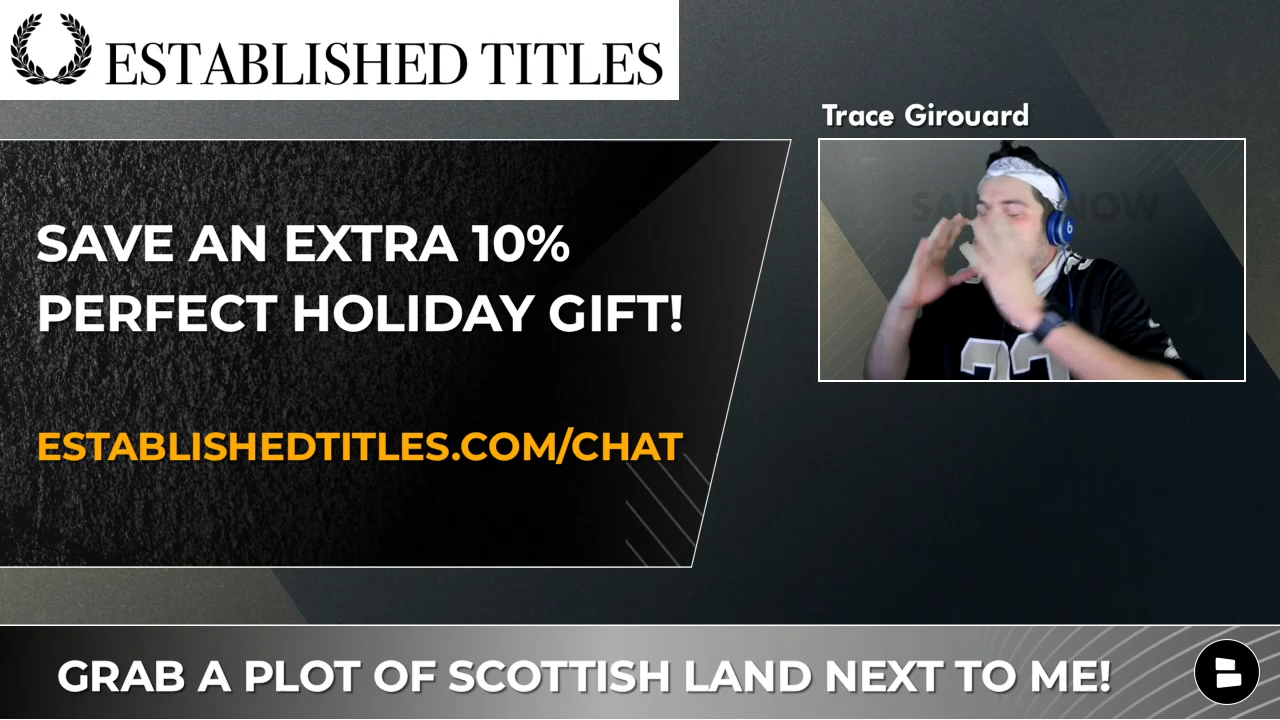 ESTABLISHED TITLES
Trace Girouard
SAVE AN EXTRA 10%
PERFECT HOLIDAY GIFT!
ESTABLISHEDTITLES.COM/CHAT
GRAB A PLOT OF SCOTTISH LAND NEXT TO ME!